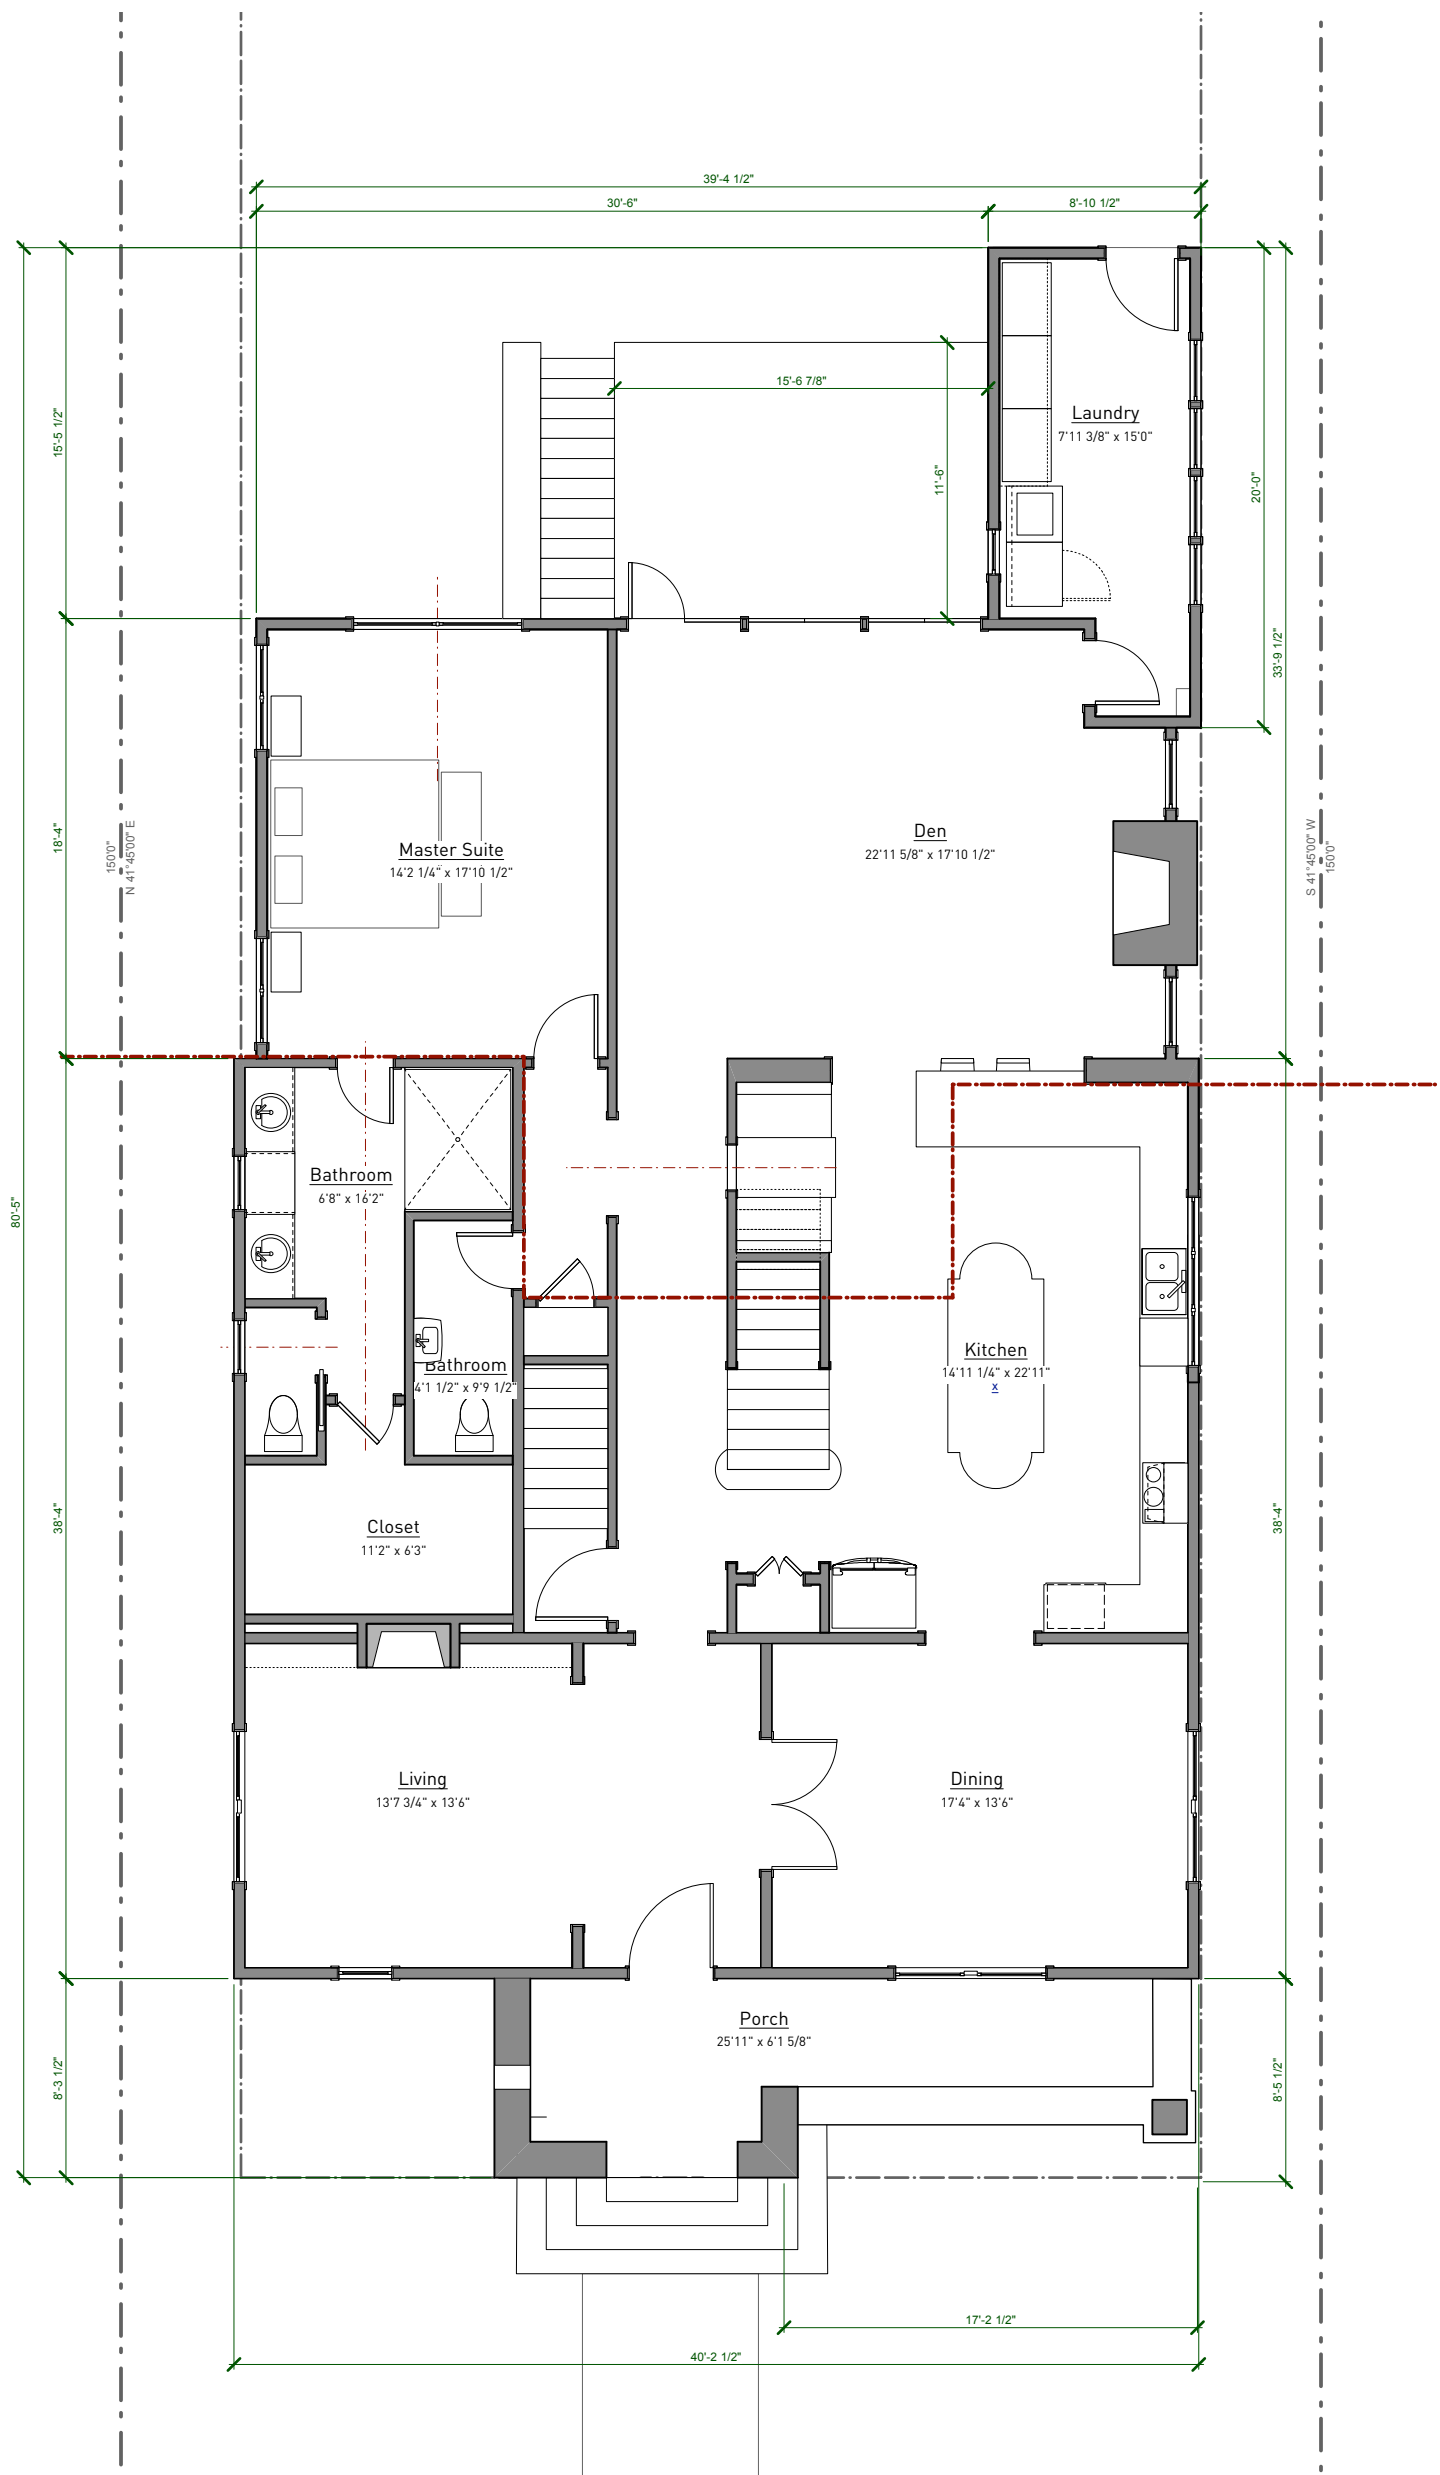 39'-4 1/2"
30'-6"
8'-10 1/2"
15'-6 7/8"
Laundry
7'11 3/8" x 15'0"
15'-5 1/2"
11'-6"
20'-0"
33'-9 1/2"
Den
22'11 5/8" x 17'10 1/2"
Master Suite
14'2 1/4" x 17'10 1/2"
18'-4"
150'0"
N 41°45'00" E
S 41°45'00" W
150'0"
Bathroom
6'8" x 16'2"
80'-5"
Kitchen
14'11 1/4" x 22'11"
x
Bathroom
4'1 1/2" x 9'9 1/2"
Closet
11'2" x 6'3"
38'-4"
38'-4"
Living
13'7 3/4" x 13'6"
Dining
17'4" x 13'6"
Porch
25'11" x 6'1 5/8"
8'-3 1/2"
8'-5 1/2"
17'-2 1/2"
40'-2 1/2"